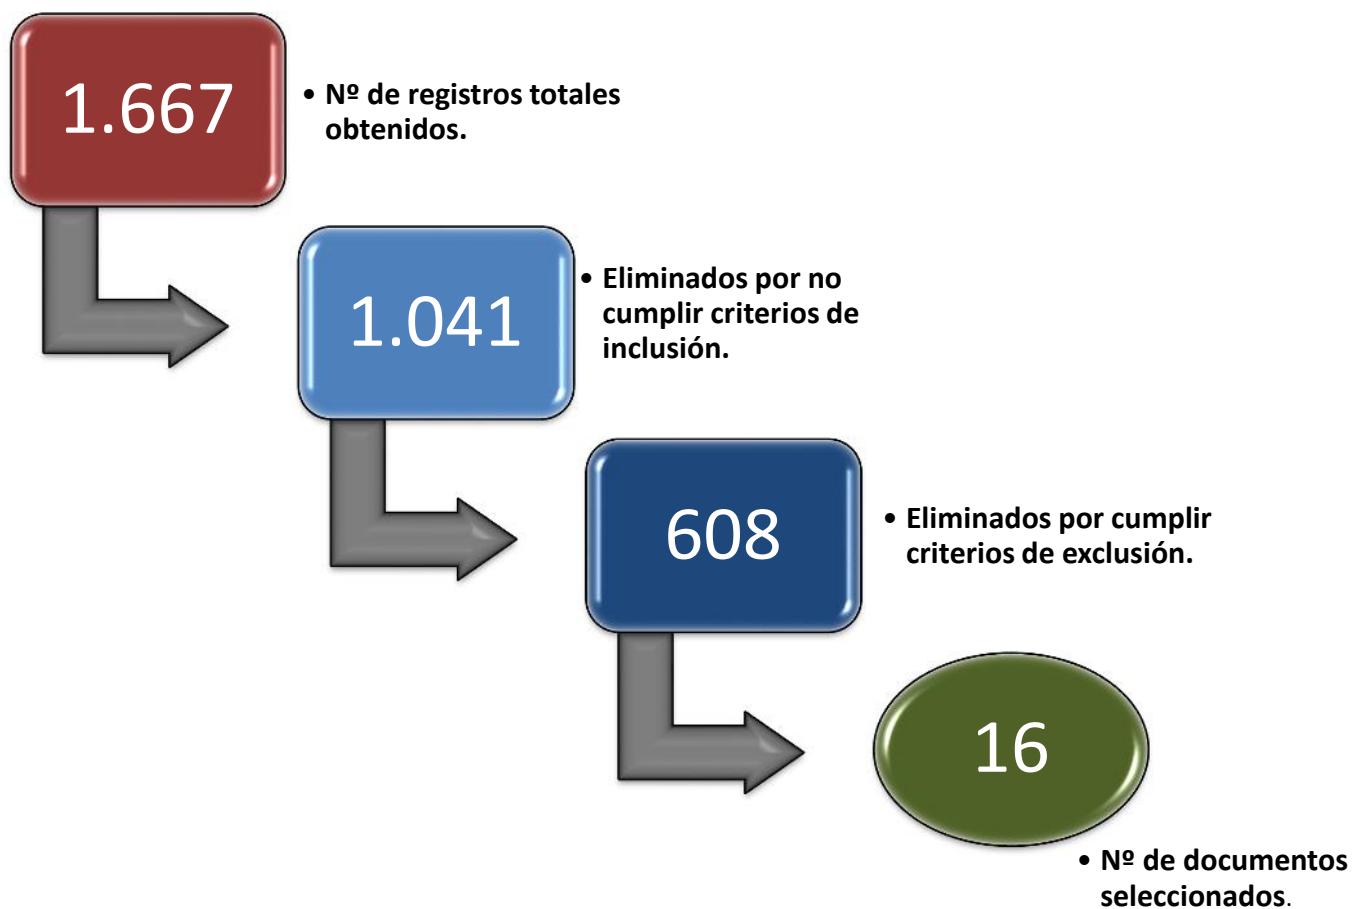 1.667
• Nº de registros totales
obtenidos.
1.041
• Eliminados por no
cumplir criterios de
inclusión.
608
• Eliminados por cumplir
criterios de exclusión.
16
• Nº de documentos
seleccionados.